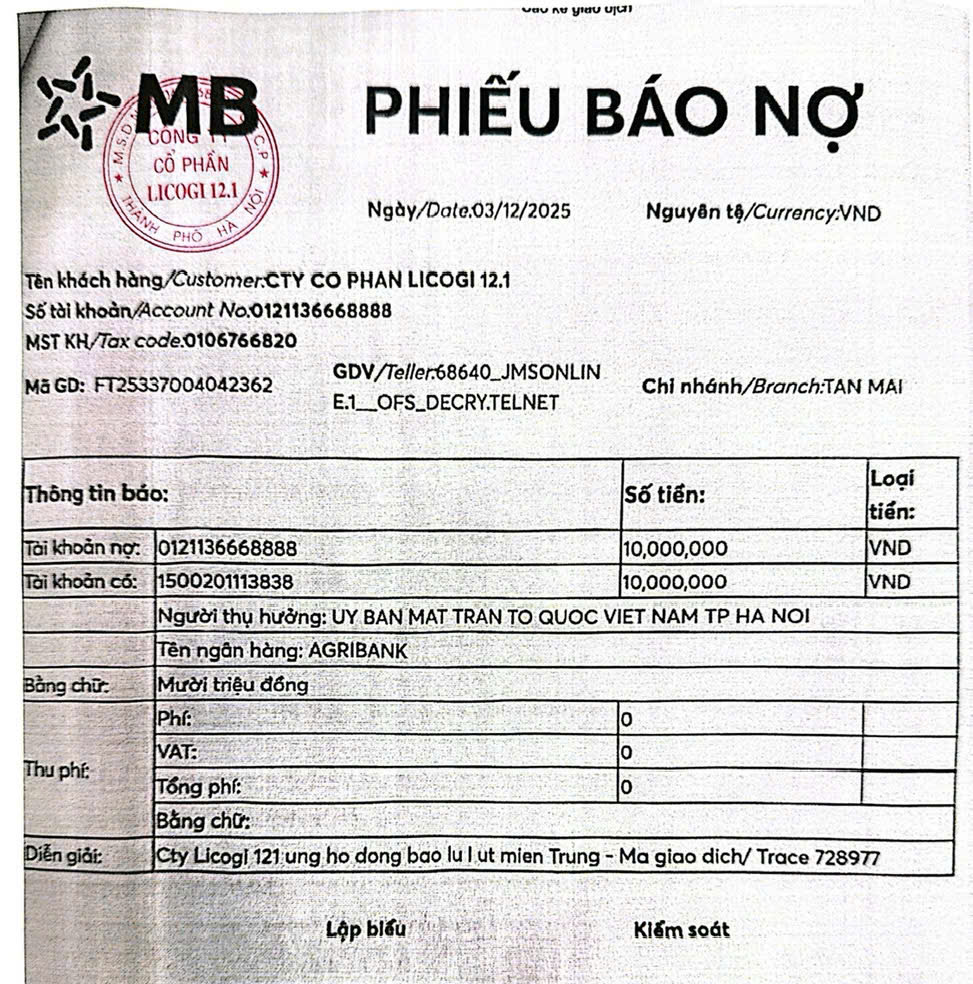 Sao kê giao dịch
MB
PHIẾU BÁO NỢ
CÔNG TY
CỔ PHẦN
LICOGI 12.1
THÀNH PHỐ HÀ NỘI
Ngày/Date:03/12/2025
Nguyên tệ/Currency:VND
Tên khách hàng/Customer:CTY CO PHAN LICOGI 12.1
Số tài khoản/Account No:0121136668888
MST KH/Tax code:0106766820
Mã GD: FT25337004042362
GDV/Teller:68640_JMSONLIN
E.1__OFS_DECRY.TELNET
Chi nhánh/Branch:TAN MAI
Thông tin báo:
Số tiền:
Loại
tiền:
Tài khoản nợ: 0121136668888 10,000,000 VND
Tài khoản có: 1500201113838 10,000,000 VND
Người thụ hưởng: UY BAN MAT TRAN TO QUOC VIET NAM TP HA NOI
Tên ngân hàng: AGRIBANK
Bằng chữ: Mười triệu đồng
Thu phí:
Phí: 0
VAT: 0
Tổng phí: 0
Bằng chữ:
Diễn giải: Cty Licogi 121 ung ho dong bao lu l ut mien Trung - Ma giao dich/ Trace 728977
Lập biểu
Kiểm soát